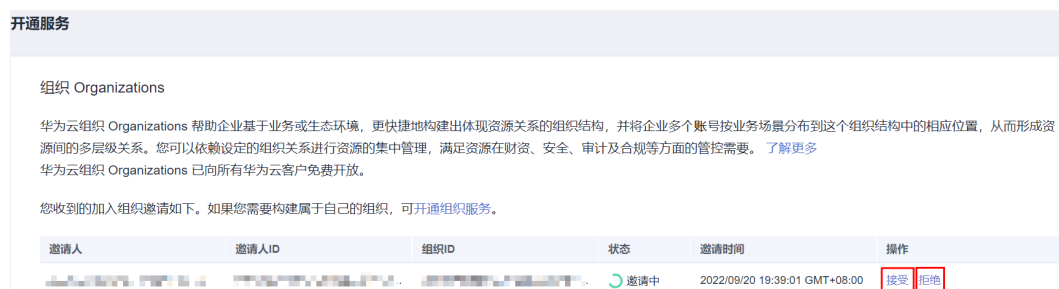 开通服务
组织 Organizations
华为云组织 Organizations 帮助企业基于业务或生态环境，更快捷地构建出体现资源关系的组织结构，并将企业多个账号按业务场景分布到这个组织结构中的相应位置，从而形成资
源间的多层级关系。您可以依赖设定的组织关系进行资源的集中管理，满足资源在财资、安全、审计及合规等方面的管控需要。 了解更多
华为云组织 Organizations 已向所有华为云客户免费开放。
您收到的加入组织邀请如下。如果您需要构建属于自己的组织，可开通组织服务。
邀请人 邀请人ID 组织ID 状态 邀请时间 操作
邀请中 2022/09/20 19:39:01 GMT+08:00 接受 拒绝